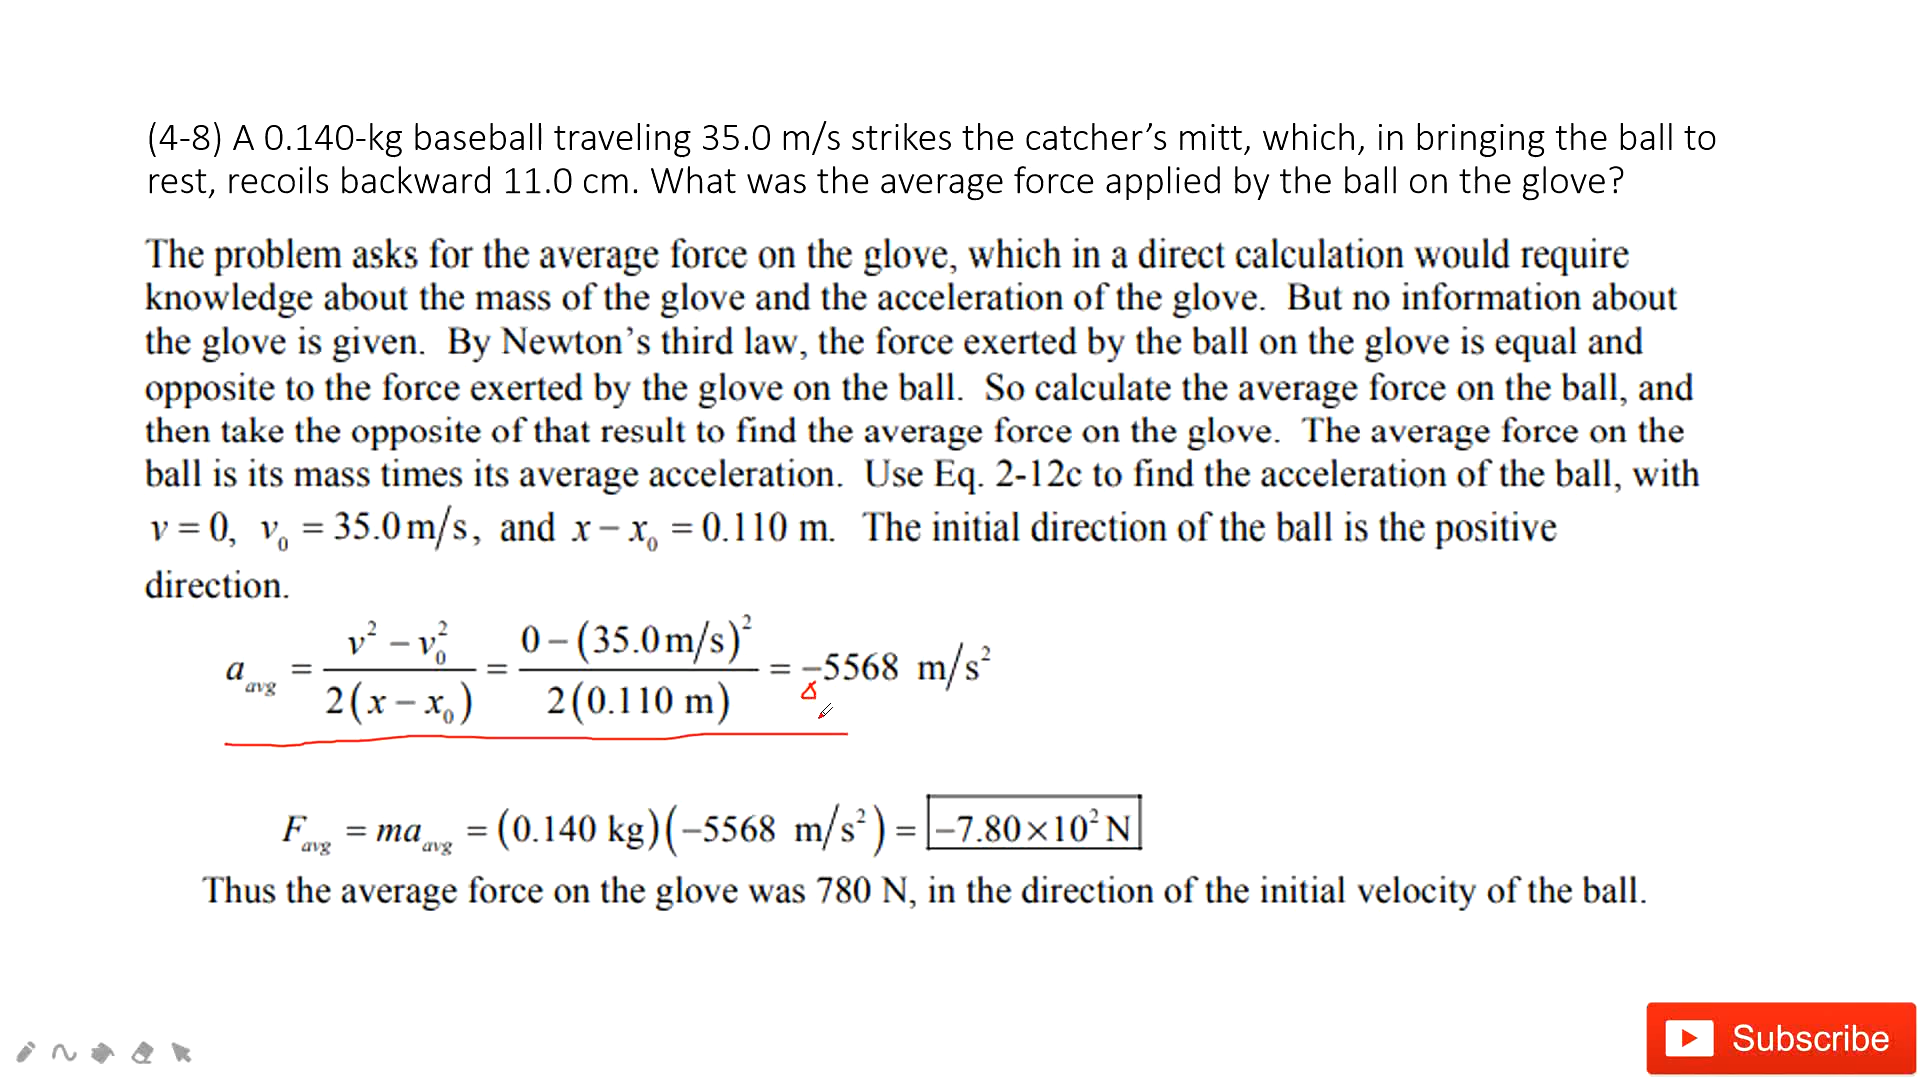 (4-8) A 0.140-kg baseball traveling 35.0 m/s strikes the catcher’s mitt, which, in bringing the ball to
rest, recoils backward 11.0 cm. What was the average force applied by the ball on the glove?
The problem asks for the average force on the glove, which in a direct calculation would require
knowledge about the mass of the glove and the acceleration of the glove.  But no information about
the glove is given.  By Newton’s third law, the force exerted by the ball on the glove is equal and
opposite to the force exerted by the glove on the ball.  So calculate the average force on the ball, and
then take the opposite of that result to find the average force on the glove.  The average force on the
ball is its mass times its average acceleration.  Use Eq. 2-12c to find the acceleration of the ball, with
v = 0, v₀ = 35.0 m/s, and x − x₀ = 0.110 m.  The initial direction of the ball is the positive
direction.
a_avg = (v² − v₀²) / 2(x − x₀) = (0 − (35.0 m/s)²) / 2(0.110 m) = −5568 m/s²
F_avg = ma_avg = (0.140 kg)(−5568 m/s²) = −7.80×10² N
Thus the average force on the glove was 780 N, in the direction of the initial velocity of the ball.
Subscribe